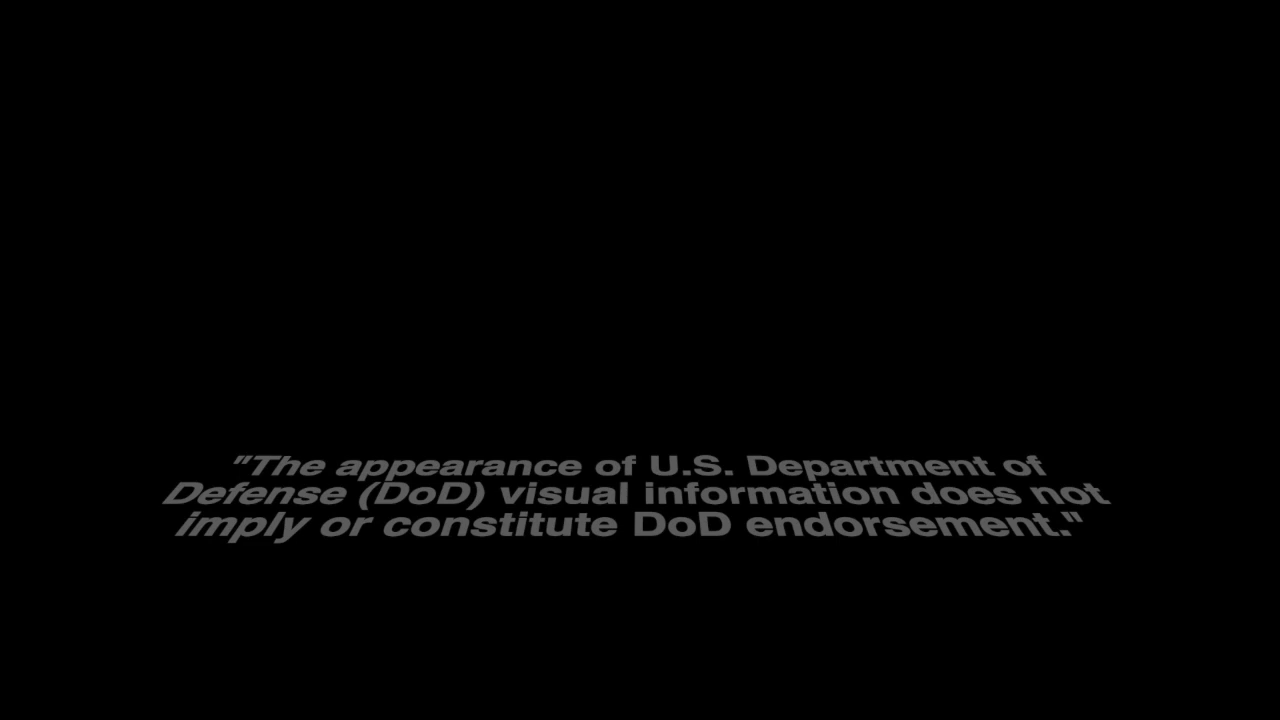 "The appearance of U.S. Department of
Defense (DoD) visual information does not
imply or constitute DoD endorsement."